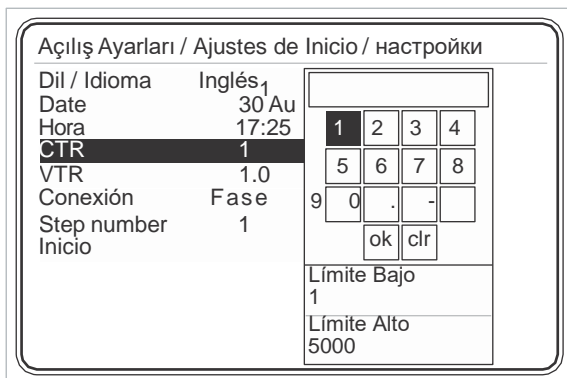 Açılış Ayarları / Ajustes de Inicio / настройки
Dil / Idioma Inglés1
Date 30 Au
Hora 17:25
CTR 1
VTR 1.0
Conexión Fase
Step number 1
Inicio
1 2 3 4
5 6 7 8
9 0 . -
ok clr
Límite Bajo
1
Límite Alto
5000